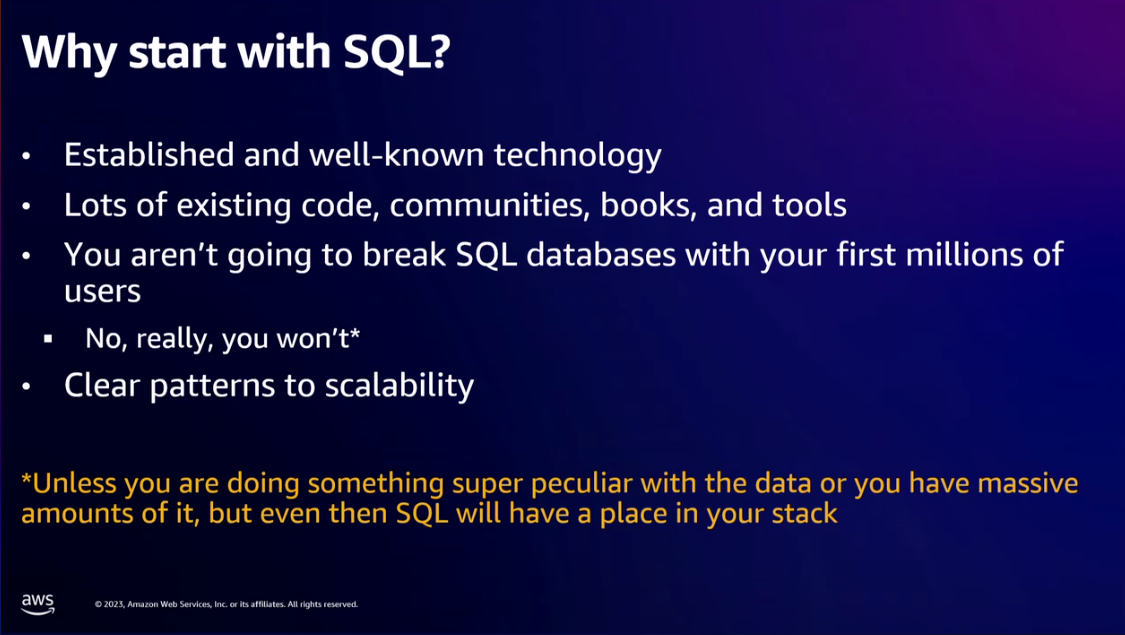 Why start with SQL?
• Established and well-known technology
• Lots of existing code, communities, books, and tools
• You aren’t going to break SQL databases with your first millions of
users
▪ No, really, you won’t*
• Clear patterns to scalability
*Unless you are doing something super peculiar with the data or you have massive
amounts of it, but even then SQL will have a place in your stack
aws
© 2023, Amazon Web Services, Inc. or its affiliates. All rights reserved.